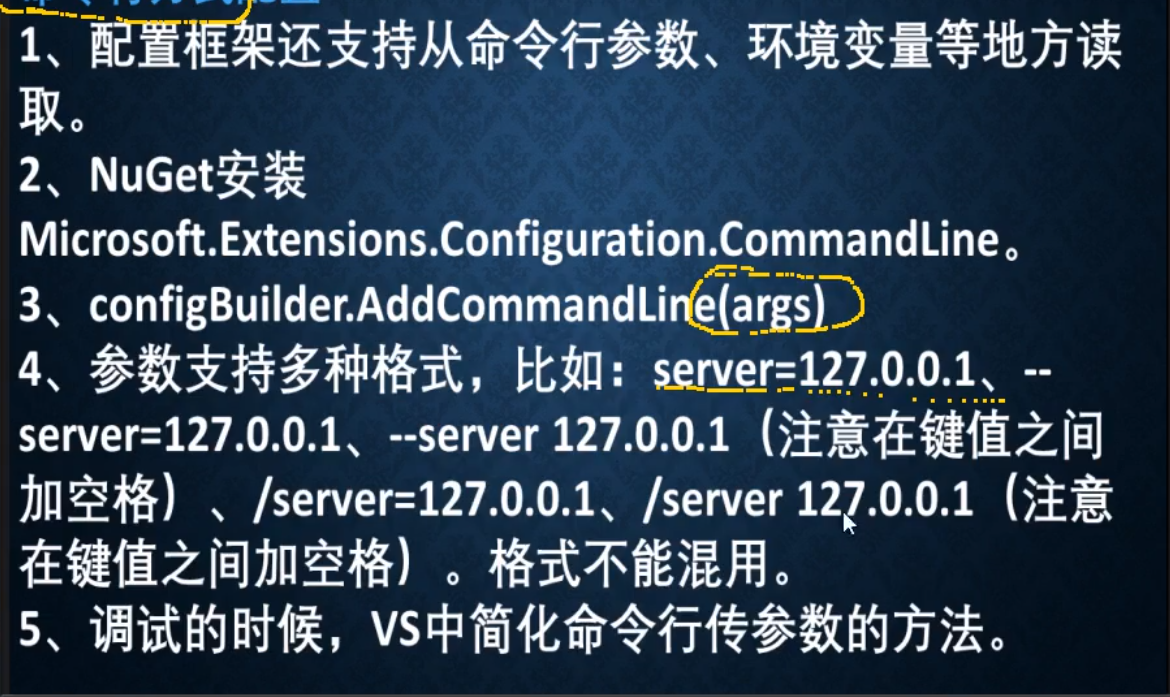 1、配置框架还支持从命令行参数、环境变量等地方读
取。
2、NuGet安装
Microsoft.Extensions.Configuration.CommandLine。
3、configBuilder.AddCommandLine(args)
4、参数支持多种格式，比如：server=127.0.0.1、--
server=127.0.0.1、--server 127.0.0.1（注意在键值之间
加空格）、/server=127.0.0.1、/server 127.0.0.1（注意
在键值之间加空格）。格式不能混用。
5、调试的时候，VS中简化命令行传参数的方法。